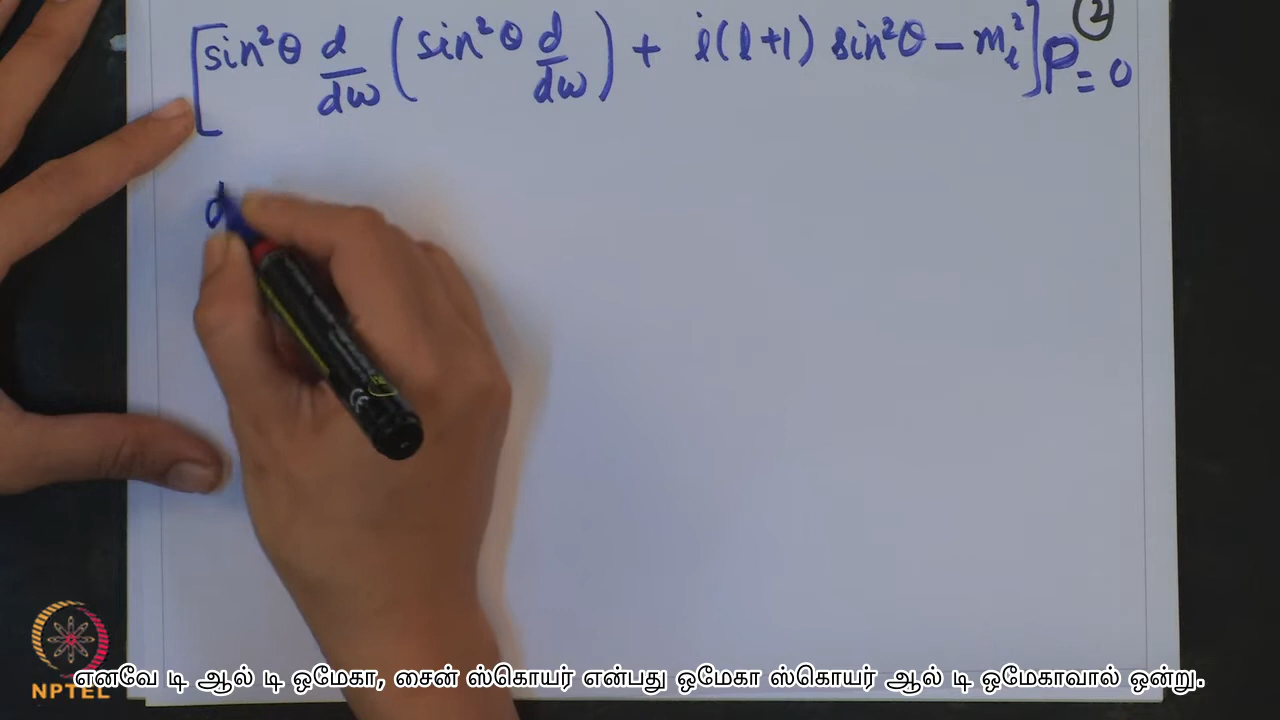 [sin²θ d/dω (sin²θ d/dω) + l(l+1) sin²θ − m_l²] P = 0 ②
d
NPTEL
எனவே டி ஆல் டி ஒமேகா, சைன் ஸ்கொயர் என்பது ஒமேகா ஸ்கொயர் ஆல் டி ஒமேகாவால் ஒன்று.